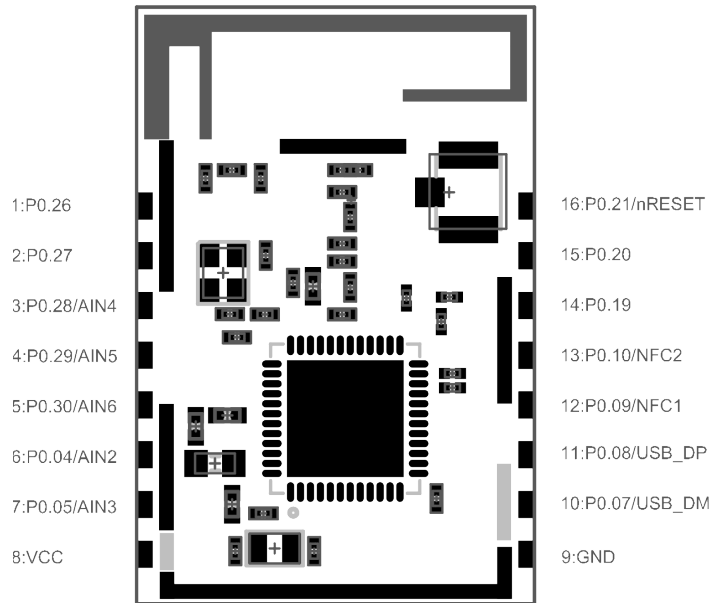 1:P0.26
2:P0.27
3:P0.28/AIN4
4:P0.29/AIN5
5:P0.30/AIN6
6:P0.04/AIN2
7:P0.05/AIN3
8:VCC
16:P0.21/nRESET
15:P0.20
14:P0.19
13:P0.10/NFC2
12:P0.09/NFC1
11:P0.08/USB_DP
10:P0.07/USB_DM
9:GND